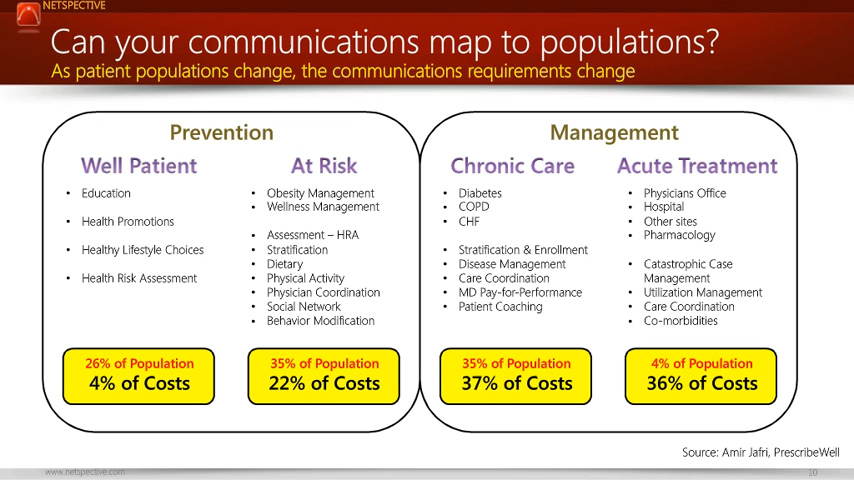 NETSPECTIVE
Can your communications map to populations?
As patient populations change, the communications requirements change
Prevention
Well Patient
• Education
• Health Promotions
• Healthy Lifestyle Choices
• Health Risk Assessment
26% of Population
4% of Costs
At Risk
• Obesity Management
• Wellness Management
• Assessment – HRA
• Stratification
• Dietary
• Physical Activity
• Physician Coordination
• Social Network
• Behavior Modification
35% of Population
22% of Costs
Management
Chronic Care
• Diabetes
• COPD
• CHF
• Stratification & Enrollment
• Disease Management
• Care Coordination
• MD Pay-for-Performance
• Patient Coaching
35% of Population
37% of Costs
Acute Treatment
• Physicians Office
• Hospital
• Other sites
• Pharmacology
• Catastrophic Case
Management
• Utilization Management
• Care Coordination
• Co-morbidities
4% of Population
36% of Costs
Source: Amir Jafri, PrescribeWell
www.netspective.com
10